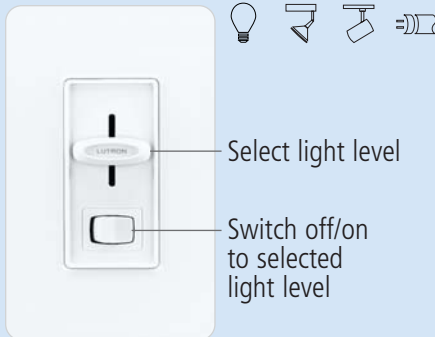 LUTRON
Select light level
Switch off/on
to selected
light level